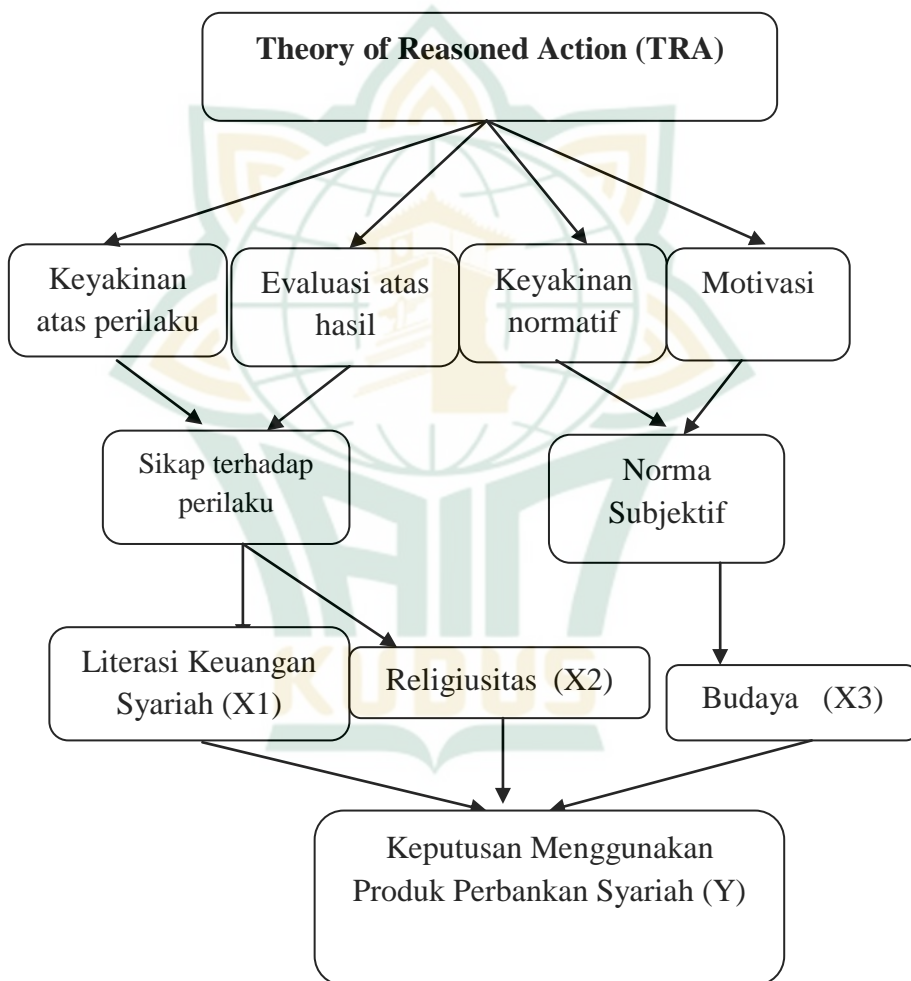 Theory of Reasoned Action (TRA)
Keyakinan
atas perilaku
Evaluasi atas
hasil
Keyakinan
normatif
Motivasi
Sikap terhadap
perilaku
Norma
Subjektif
Literasi Keuangan
Syariah (X1)
Religiusitas (X2)
Budaya (X3)
KUDUS
Keputusan Menggunakan
Produk Perbankan Syariah (Y)